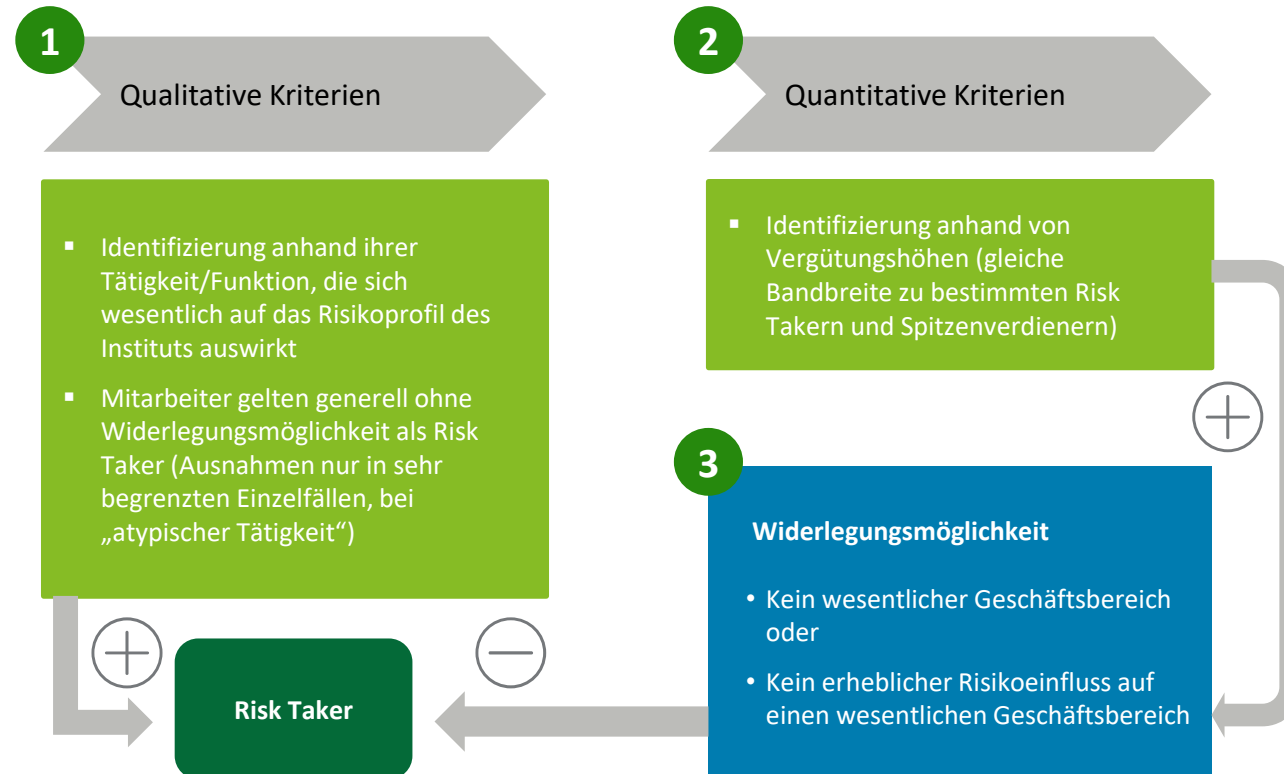 1
Qualitative Kriterien
▪ Identifizierung anhand ihrer
Tätigkeit/Funktion, die sich
wesentlich auf das Risikoprofil des
Instituts auswirkt
▪ Mitarbeiter gelten generell ohne
Widerlegungsmöglichkeit als Risk
Taker (Ausnahmen nur in sehr
begrenzten Einzelfällen, bei
„atypischer Tätigkeit“)
2
Quantitative Kriterien
▪ Identifizierung anhand von
Vergütungshöhen (gleiche
Bandbreite zu bestimmten Risk
Takern und Spitzenverdienern)
3
Widerlegungsmöglichkeit
• Kein wesentlicher Geschäftsbereich
oder
• Kein erheblicher Risikoeinfluss auf
einen wesentlichen Geschäftsbereich
Risk Taker